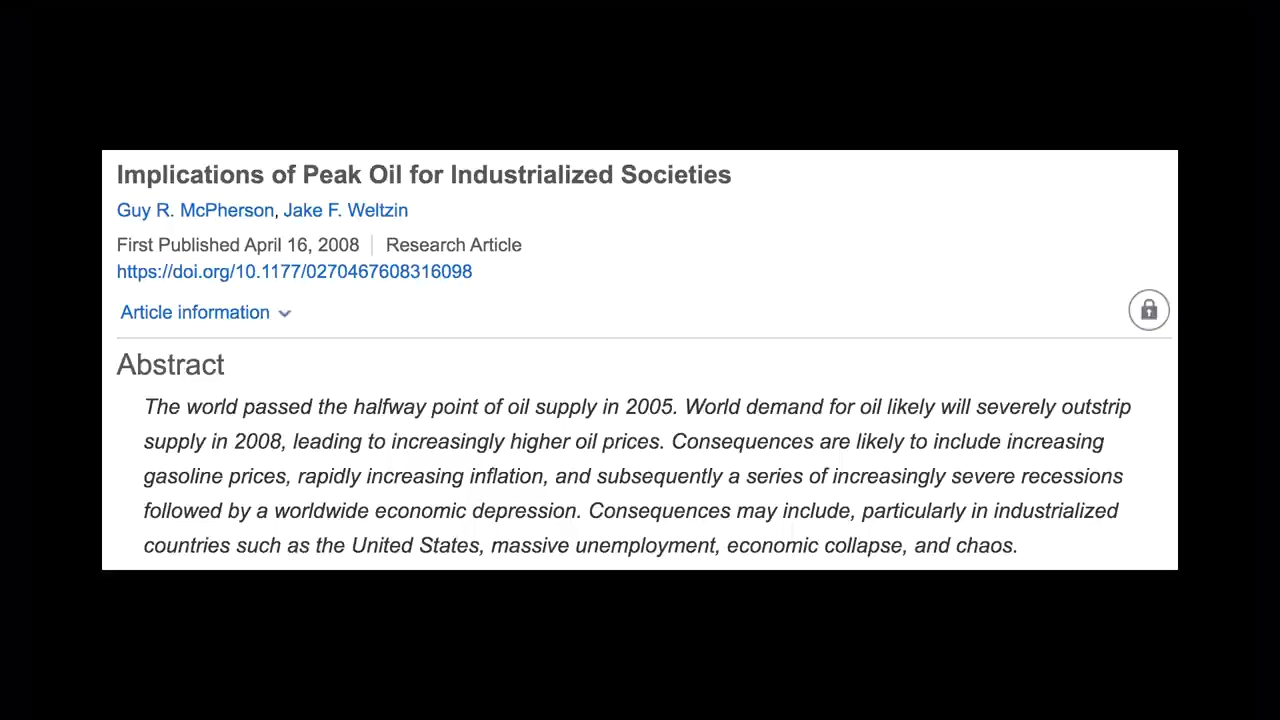 Implications of Peak Oil for Industrialized Societies
Guy R. McPherson, Jake F. Weltzin
First Published April 16, 2008 | Research Article
https://doi.org/10.1177/0270467608316098
Article information
Abstract
The world passed the halfway point of oil supply in 2005. World demand for oil likely will severely outstrip
supply in 2008, leading to increasingly higher oil prices. Consequences are likely to include increasing
gasoline prices, rapidly increasing inflation, and subsequently a series of increasingly severe recessions
followed by a worldwide economic depression. Consequences may include, particularly in industrialized
countries such as the United States, massive unemployment, economic collapse, and chaos.